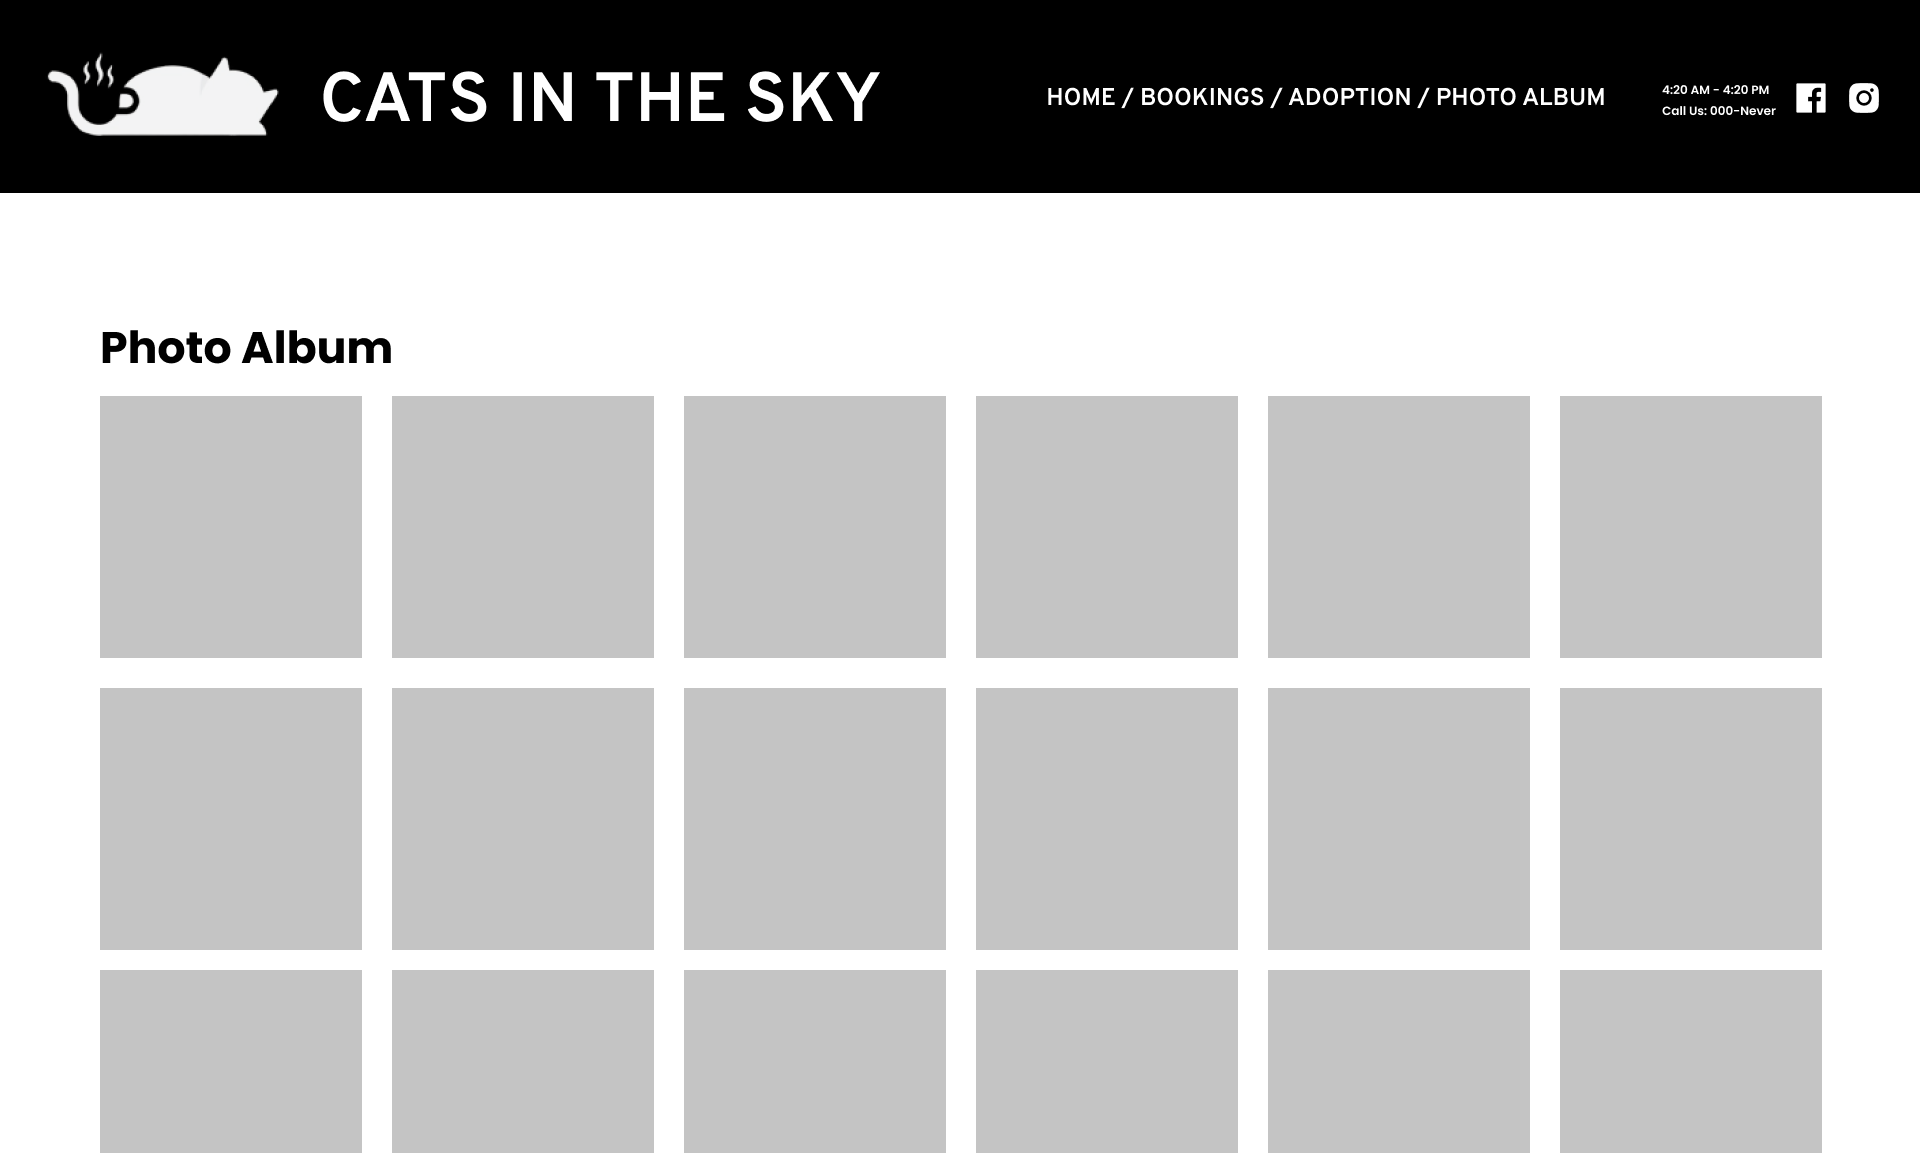 CATS IN THE SKY
HOME / BOOKINGS / ADOPTION / PHOTO ALBUM
4:20 AM - 4:20 PM
Call Us: 000-Never
Photo Album